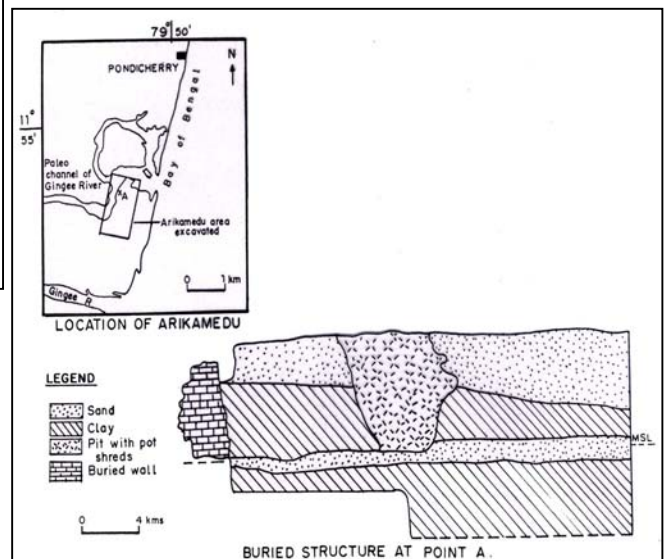 79° 50'
PONDICHERRY
N
11°
55'
Bay of Bengal
Paleo
channel of
Gingee River
A
Arikamedu area
excavated
Gingee R.
0 1 km
LOCATION OF ARIKAMEDU
LEGEND
Sand
Clay
Pit with pot
shreds
Buried wall
MSL
0 4 kms
BURIED STRUCTURE AT POINT A.